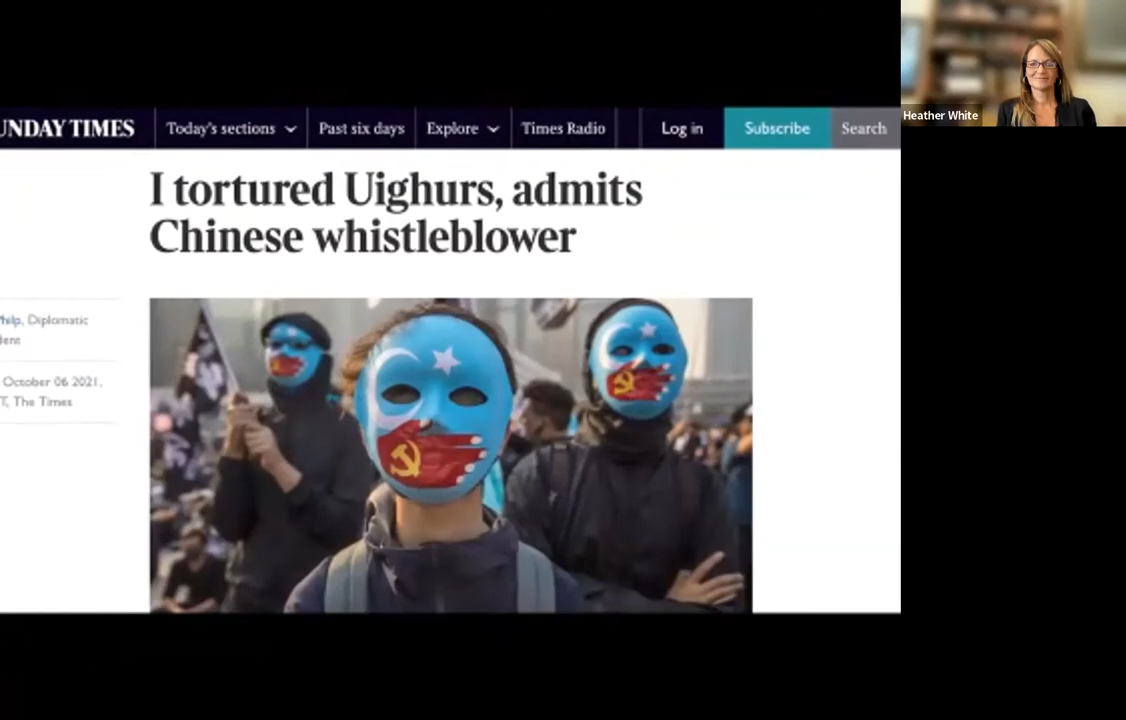 UNDAY TIMES
Today's sections
Past six days
Explore
Times Radio
Log in
Subscribe
Search
Heather White
I tortured Uighurs, admits
Chinese whistleblower
Philp, Diplomatic
dent
October 06 2021,
T, The Times